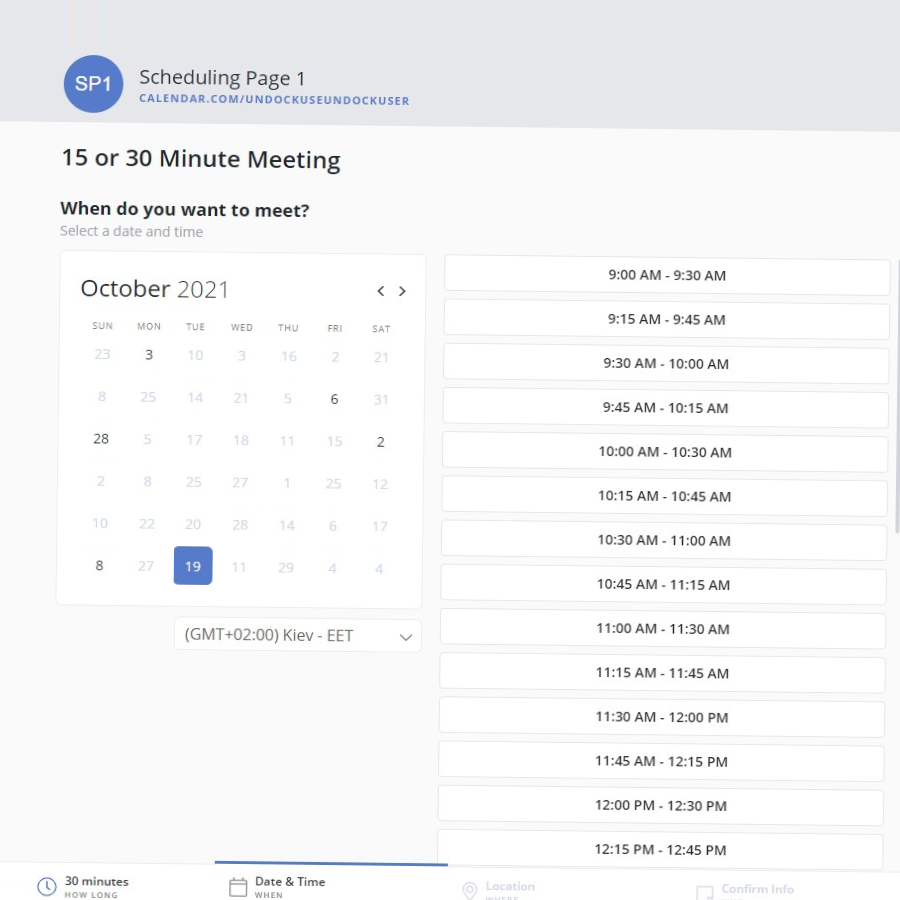 SP1
Scheduling Page 1
CALENDAR.COM/UNDOCKUSEUNDOCKUSER
15 or 30 Minute Meeting
When do you want to meet?
Select a date and time
October 2021
SUN MON TUE WED THU FRI SAT
23 3 10 3 16 2 21
8 25 14 21 5 6 31
28 5 17 18 11 15 2
2 8 25 27 1 25 12
10 22 20 28 14 6 17
8 27 19 11 29 4 4
(GMT+02:00) Kiev - EET
9:00 AM - 9:30 AM
9:15 AM - 9:45 AM
9:30 AM - 10:00 AM
9:45 AM - 10:15 AM
10:00 AM - 10:30 AM
10:15 AM - 10:45 AM
10:30 AM - 11:00 AM
10:45 AM - 11:15 AM
11:00 AM - 11:30 AM
11:15 AM - 11:45 AM
11:30 AM - 12:00 PM
11:45 AM - 12:15 PM
12:00 PM - 12:30 PM
12:15 PM - 12:45 PM
30 minutes
HOW LONG
Date & Time
WHEN
Location
WHERE
Confirm Info